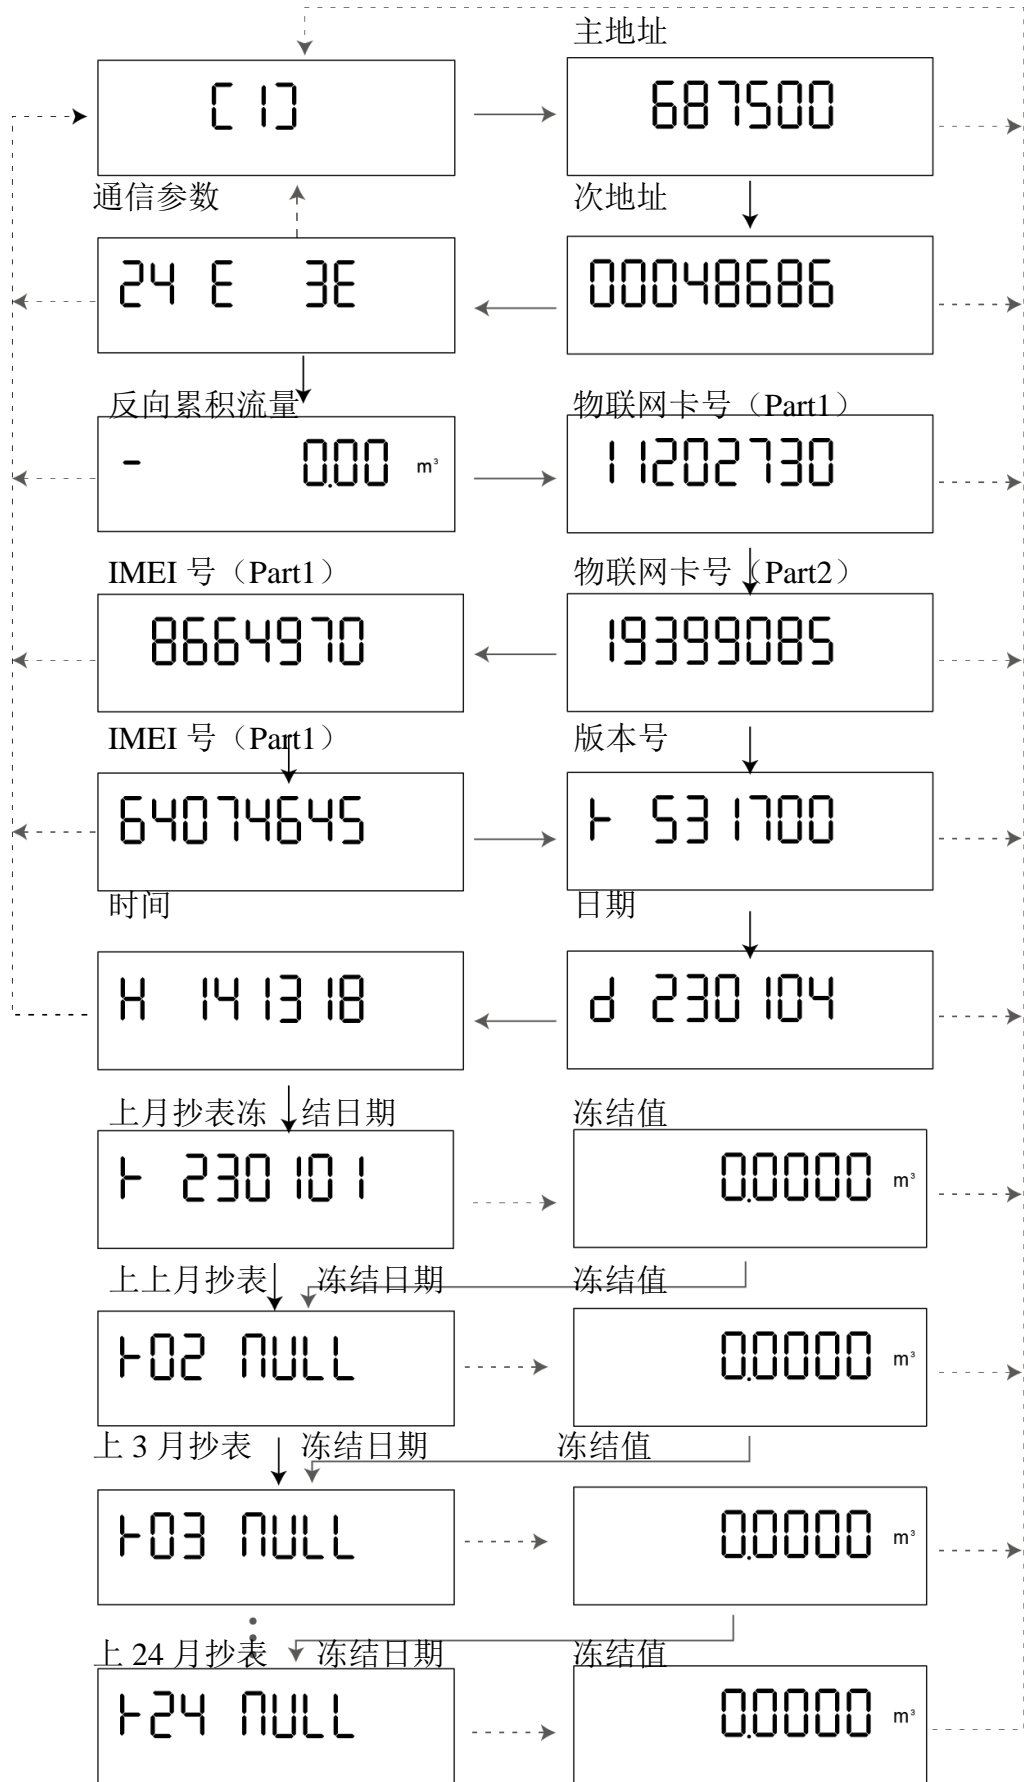 主地址
[ 1]
687500
通信参数
次地址
24 E 3E
00048686
反向累积流量
物联网卡号（Part1）
- 0.00 m³
11202730
IMEI 号（Part1）
物联网卡号（Part2）
8664970
19399085
IMEI 号（Part1）
版本号
64074645
⊦ 531700
时间
日期
H 141318
d 230104
上月抄表冻结日期
冻结值
⊦ 230101
0.0000 m³
上上月抄表冻结日期
冻结值
⊦02 NULL
0.0000 m³
上 3 月抄表冻结日期
冻结值
⊦03 NULL
0.0000 m³
上 24 月抄表冻结日期
冻结值
⊦24 NULL
0.0000 m³